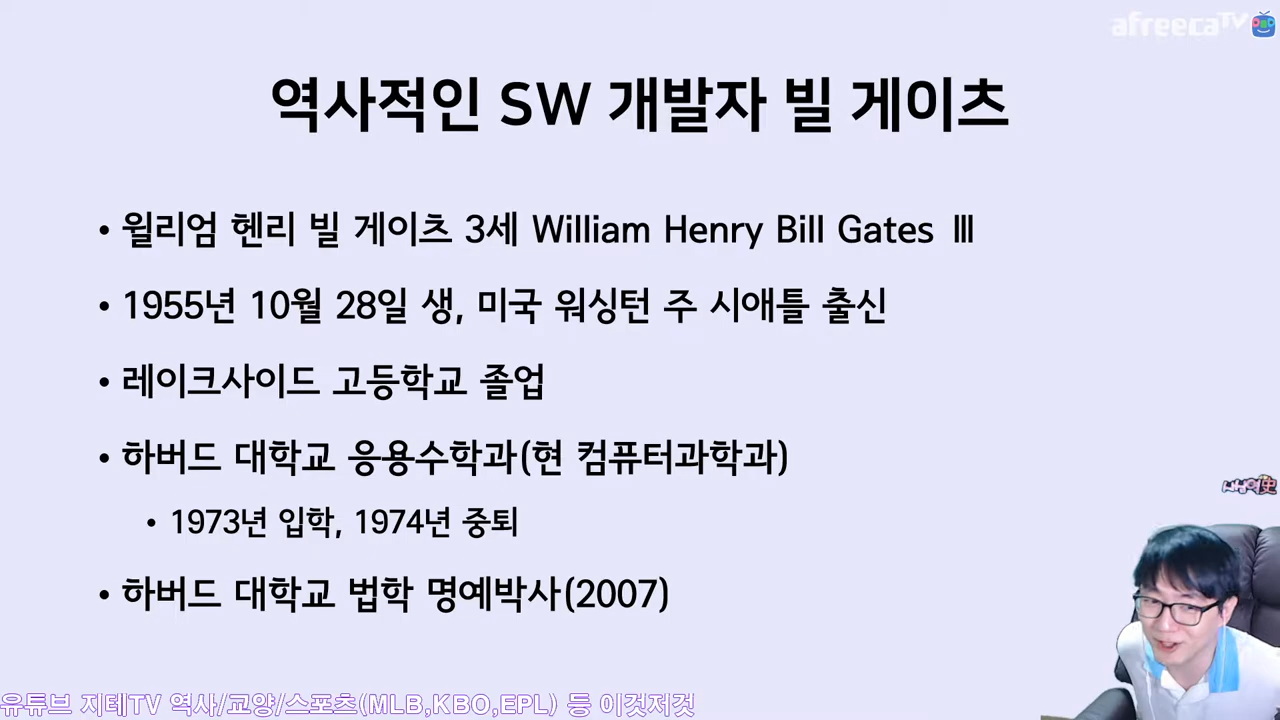 afreecaTV
역사적인 SW 개발자 빌 게이츠
• 윌리엄 헨리 빌 게이츠 3세 William Henry Bill Gates Ⅲ
• 1955년 10월 28일 생, 미국 워싱턴 주 시애틀 출신
• 레이크사이드 고등학교 졸업
• 하버드 대학교 응용수학과(현 컴퓨터과학과)
• 1973년 입학, 1974년 중퇴
• 하버드 대학교 법학 명예박사(2007)
유튜브 지테TV 역사/교양/스포츠(MLB,KBO,EPL) 등 이것저것